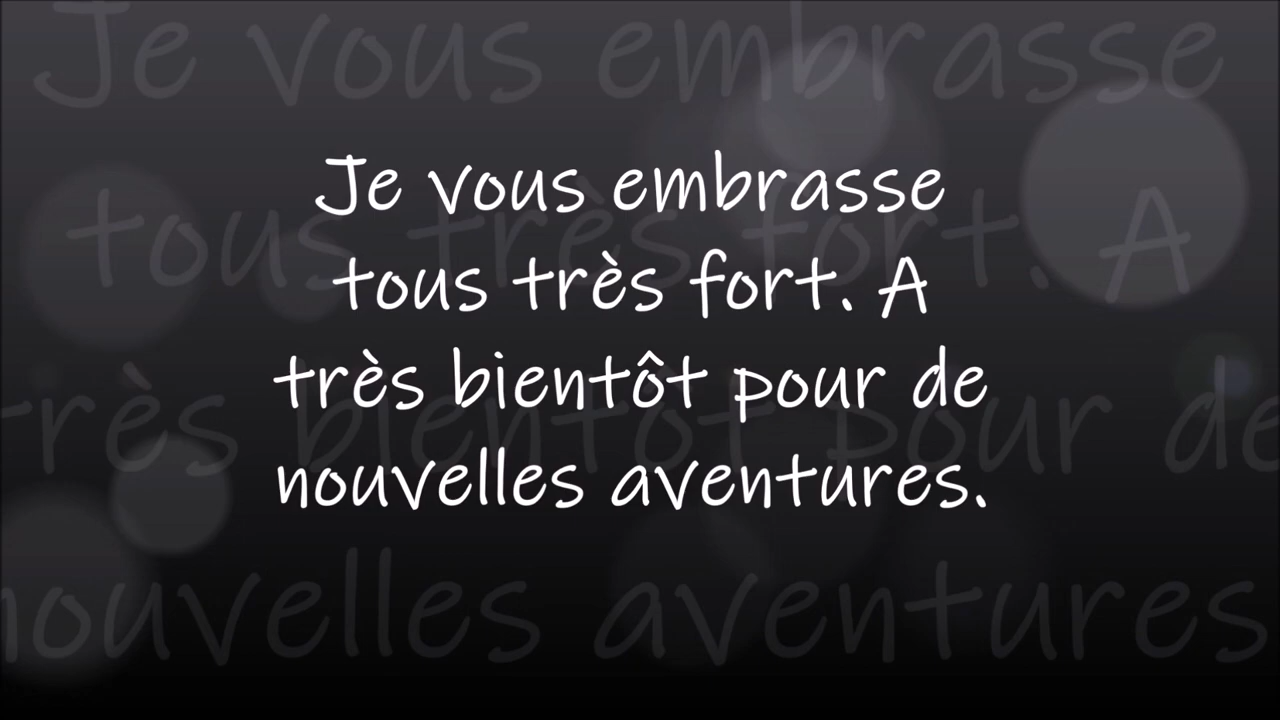 Je vous embrasse
tous très fort. A
très bientôt pour de
nouvelles aventures.